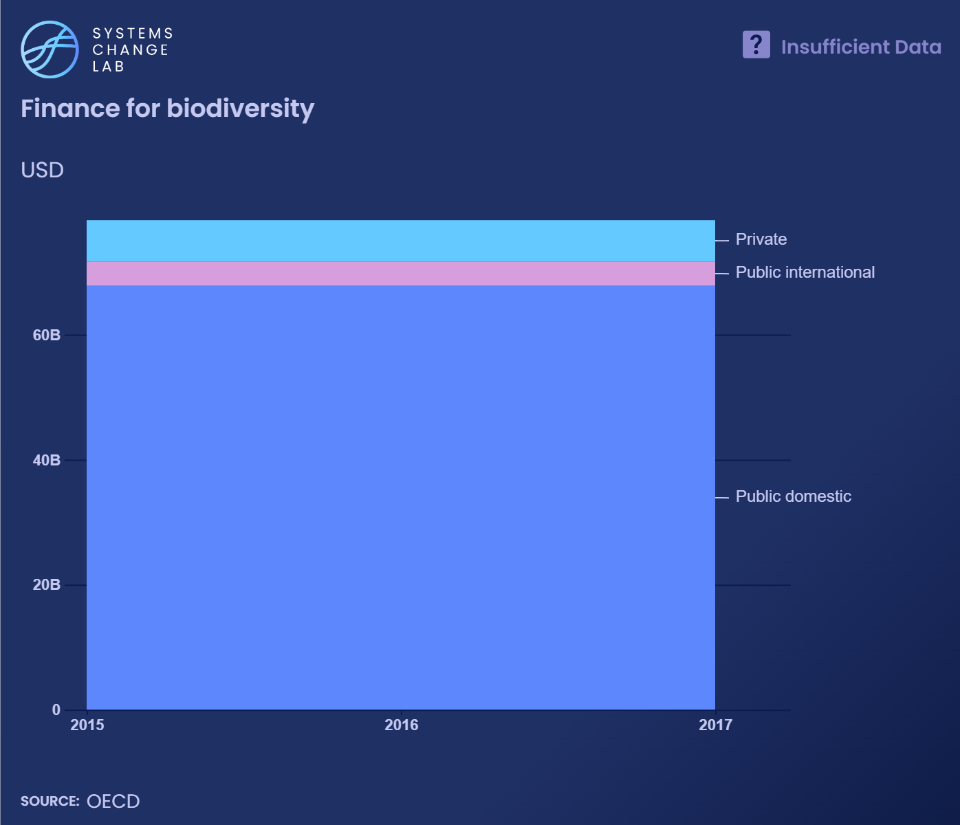 SYSTEMS
CHANGE
LAB
? Insufficient Data
Finance for biodiversity
USD
Private
Public international
60B
40B
Public domestic
20B
0
2015 2016 2017
SOURCE: OECD